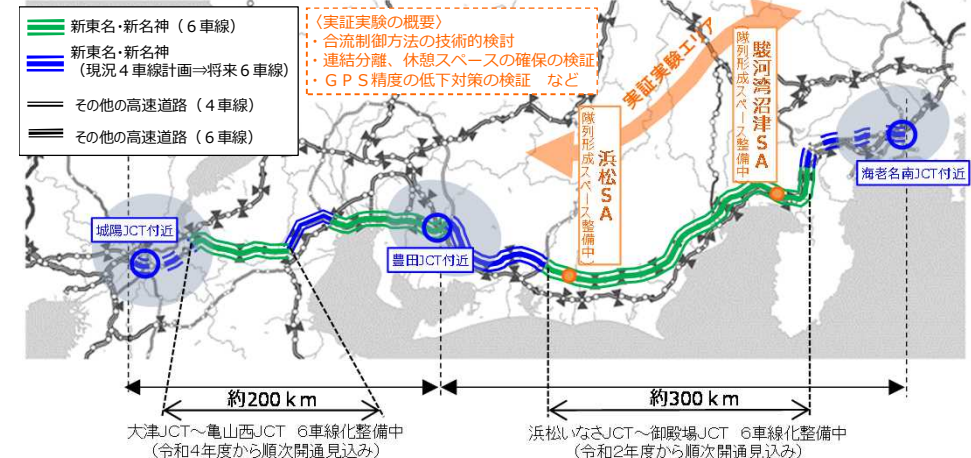 新東名・新名神（６車線）
新東名・新名神
（現況４車線計画⇒将来６車線）
その他の高速道路（４車線）
その他の高速道路（６車線）
〈実証実験の概要〉
・合流制御方法の技術的検討
・連結分離、休憩スペースの確保の検証
・ＧＰＳ精度の低下対策の検証　など
実証実験エリア
駿河湾沼津SA
隊列形成スペース整備中
浜松SA
隊列形成スペース整備中
海老名南JCT付近
城陽JCT付近
豊田JCT付近
約200ｋｍ
約300ｋｍ
大津JCT～亀山西JCT　6車線化整備中
（令和4年度から順次開通見込み）
浜松いなさJCT～御殿場JCT　6車線化整備中
（令和2年度から順次開通見込み）